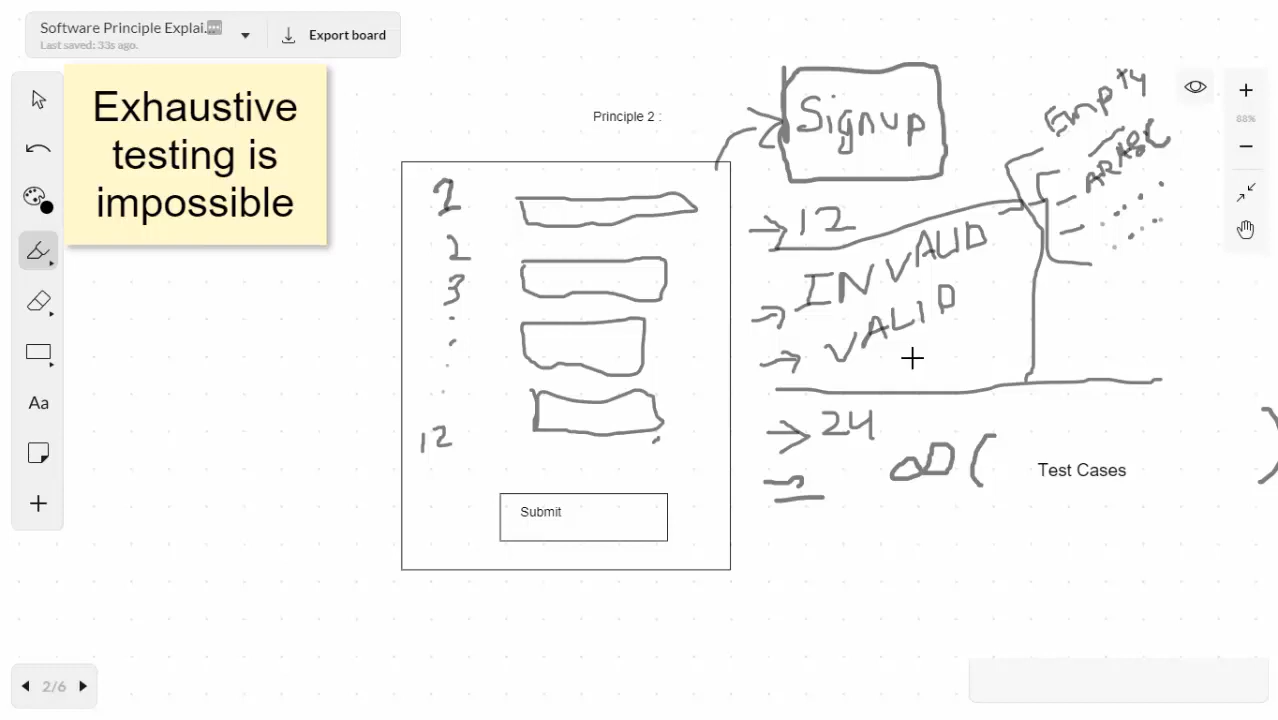 Software Principle Explai.
Last saved: 33s ago.
Export board
Exhaustive
testing is
impossible
Principle 2 :
Signup
Empty
88%
1
2
3
12
12
INVALID
VALID
24
(
)
Test Cases
Submit
Aa
2/6